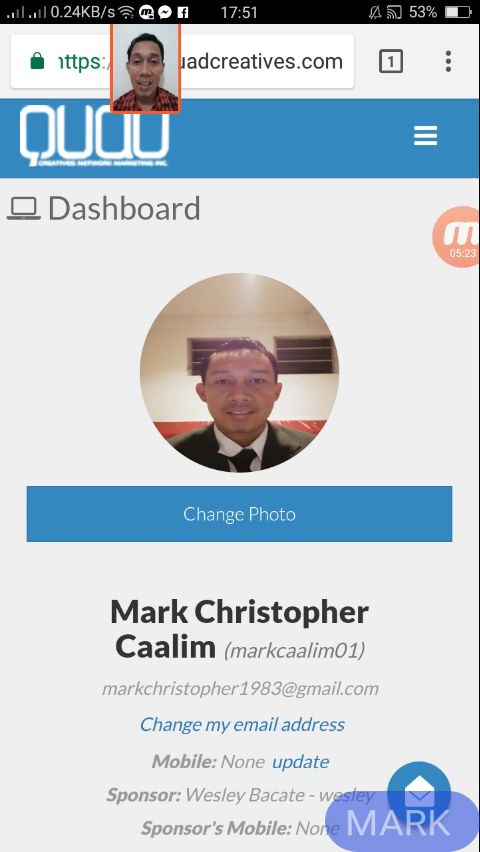 0.24KB/s 17:51 53%
https:/ uadcreatives.com 1
QUAD
CREATIVES NETWORK MARKETING INC.
Dashboard
05:23
Change Photo
Mark Christopher
Caalim (markcaalim01)
markchristopher1983@gmail.com
Change my email address
Mobile: None update
Sponsor: Wesley Bacate - wesley
Sponsor's Mobile: None
MARK